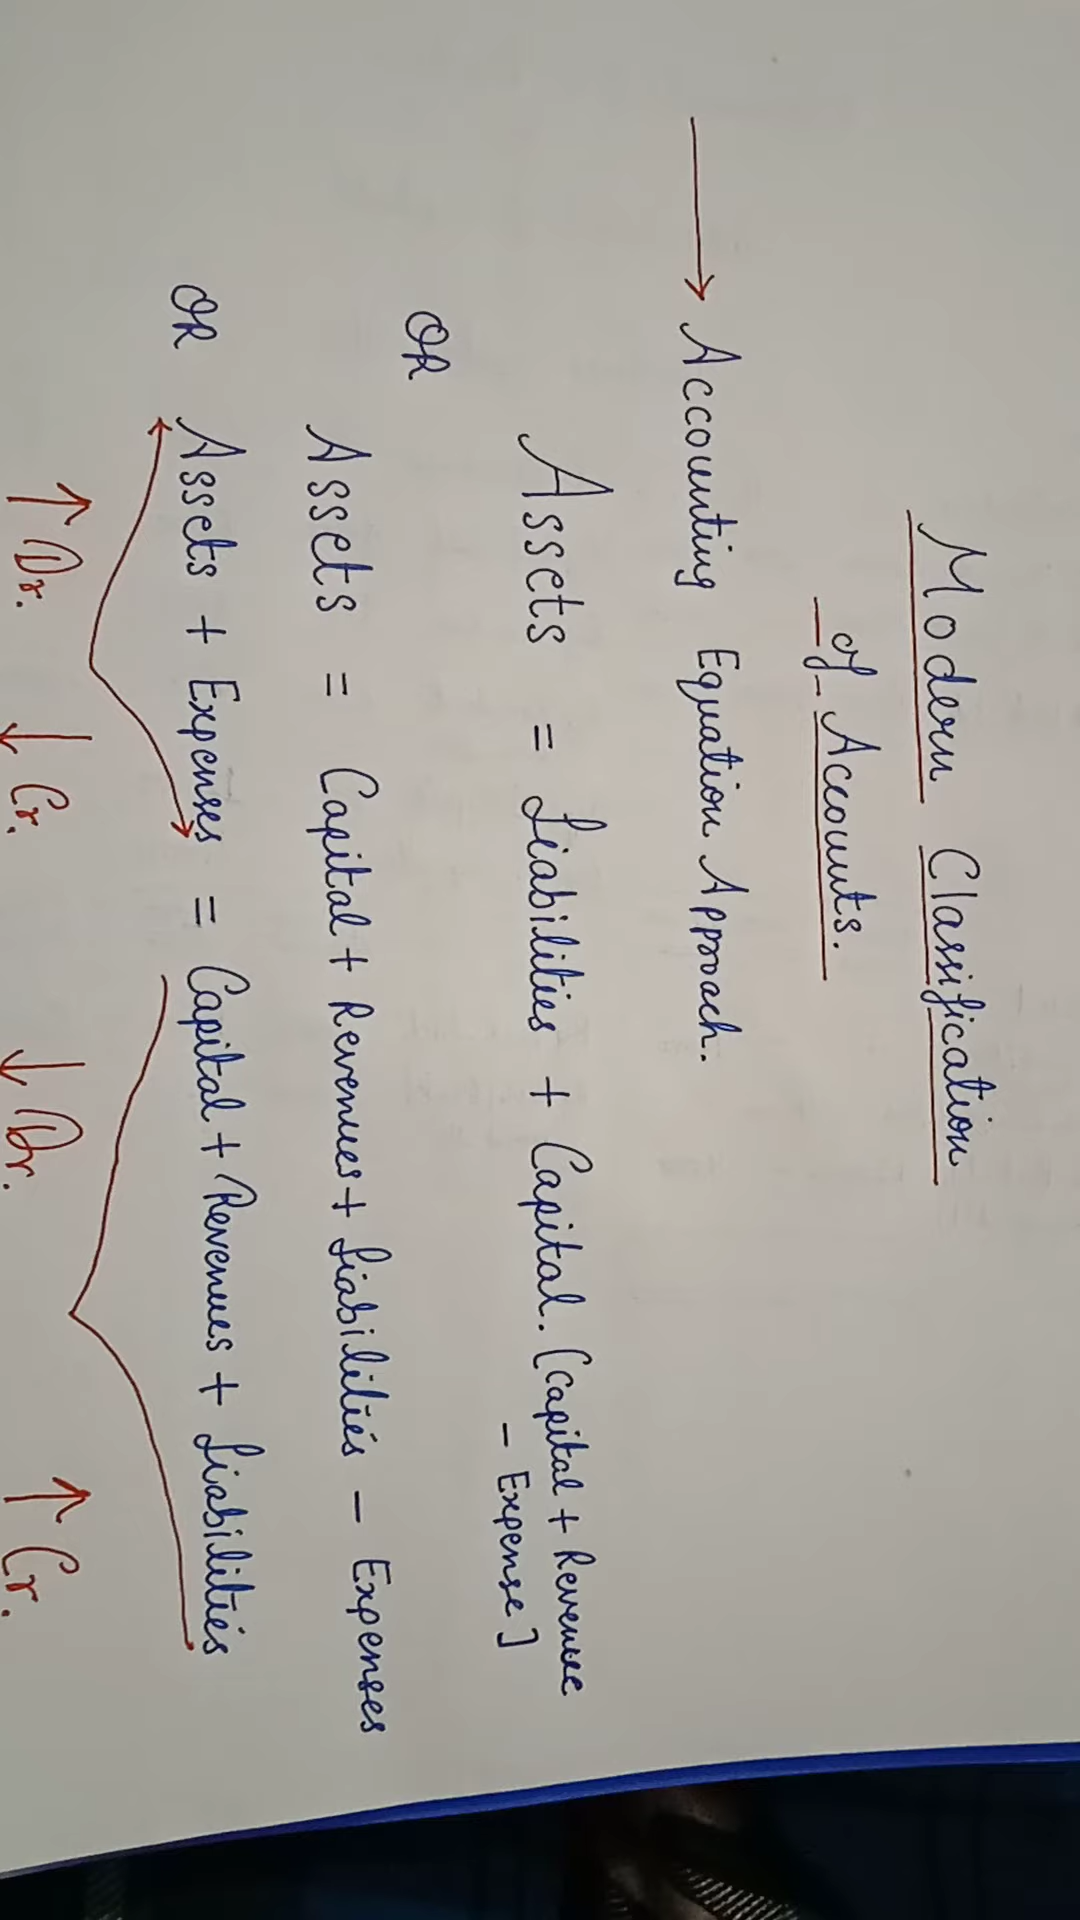 Modern Classification
of Accounts.
→ Accounting Equation Approach.
Assets = Liabilities + Capital. [Capital + Revenue
- Expense]
OR
Assets = Capital + Revenues + Liabilities - Expenses
OR Assets + Expenses = Capital + Revenues + Liabilities
↑ Dr. ↓ Cr. ↓ Dr. ↑ Cr.